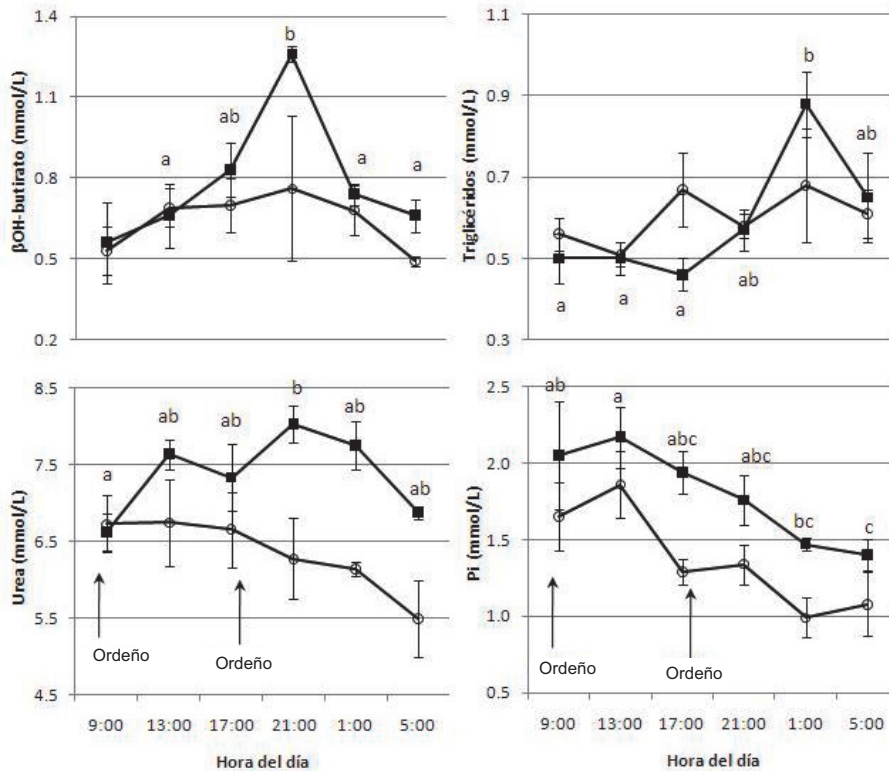 βOH-butirato (mmol/L)
1.4
1.1
0.8
0.5
0.2
a
ab
b
a
a
Triglicéridos (mmol/L)
1.1
0.9
0.7
0.5
0.3
a
a
a
ab
b
ab
Urea (mmol/L)
8.5
7.5
6.5
5.5
4.5
a
ab
ab
b
ab
ab
Ordeño
Ordeño
9:00 13:00 17:00 21:00 1:00 5:00
Hora del día
Pi (mmol/L)
2.5
2.0
1.5
1.0
0.5
ab
a
abc
abc
bc
c
Ordeño
Ordeño
9:00 13:00 17:00 21:00 1:00 5:00
Hora del día